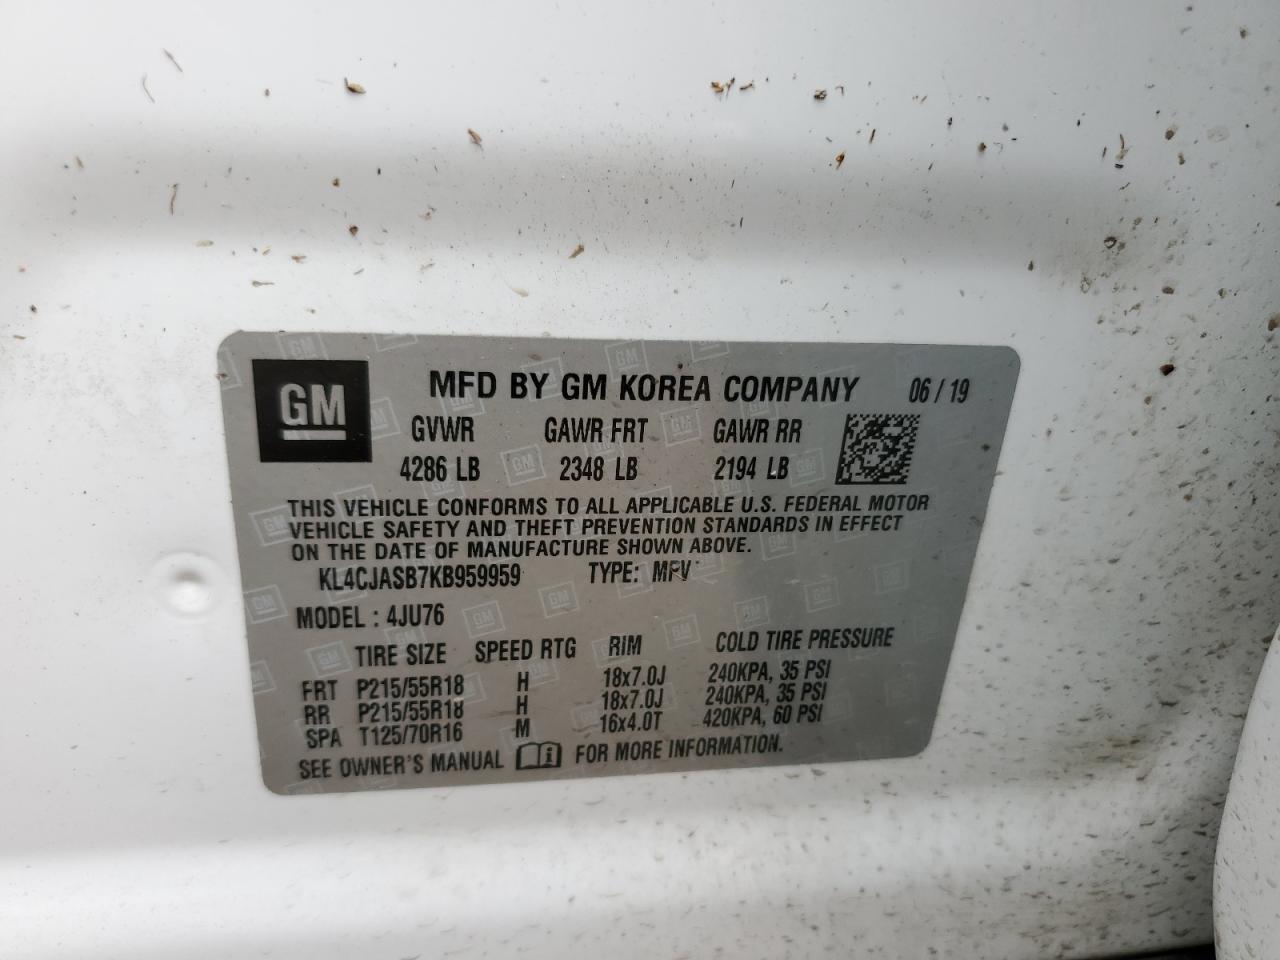 GM
MFD BY GM KOREA COMPANY 06/19
GVWR GAWR FRT GAWR RR
4286 LB 2348 LB 2194 LB
THIS VEHICLE CONFORMS TO ALL APPLICABLE U.S. FEDERAL MOTOR
VEHICLE SAFETY AND THEFT PREVENTION STANDARDS IN EFFECT
ON THE DATE OF MANUFACTURE SHOWN ABOVE.
KL4CJASB7KB959959 TYPE: MPV
MODEL : 4JU76
TIRE SIZE SPEED RTG RIM COLD TIRE PRESSURE
FRT P215/55R18 H 18x7.0J 240KPA, 35 PSI
RR P215/55R18 H 18x7.0J 240KPA, 35 PSI
SPA T125/70R16 M 16x4.0T 420KPA, 60 PSI
SEE OWNER'S MANUAL i FOR MORE INFORMATION.